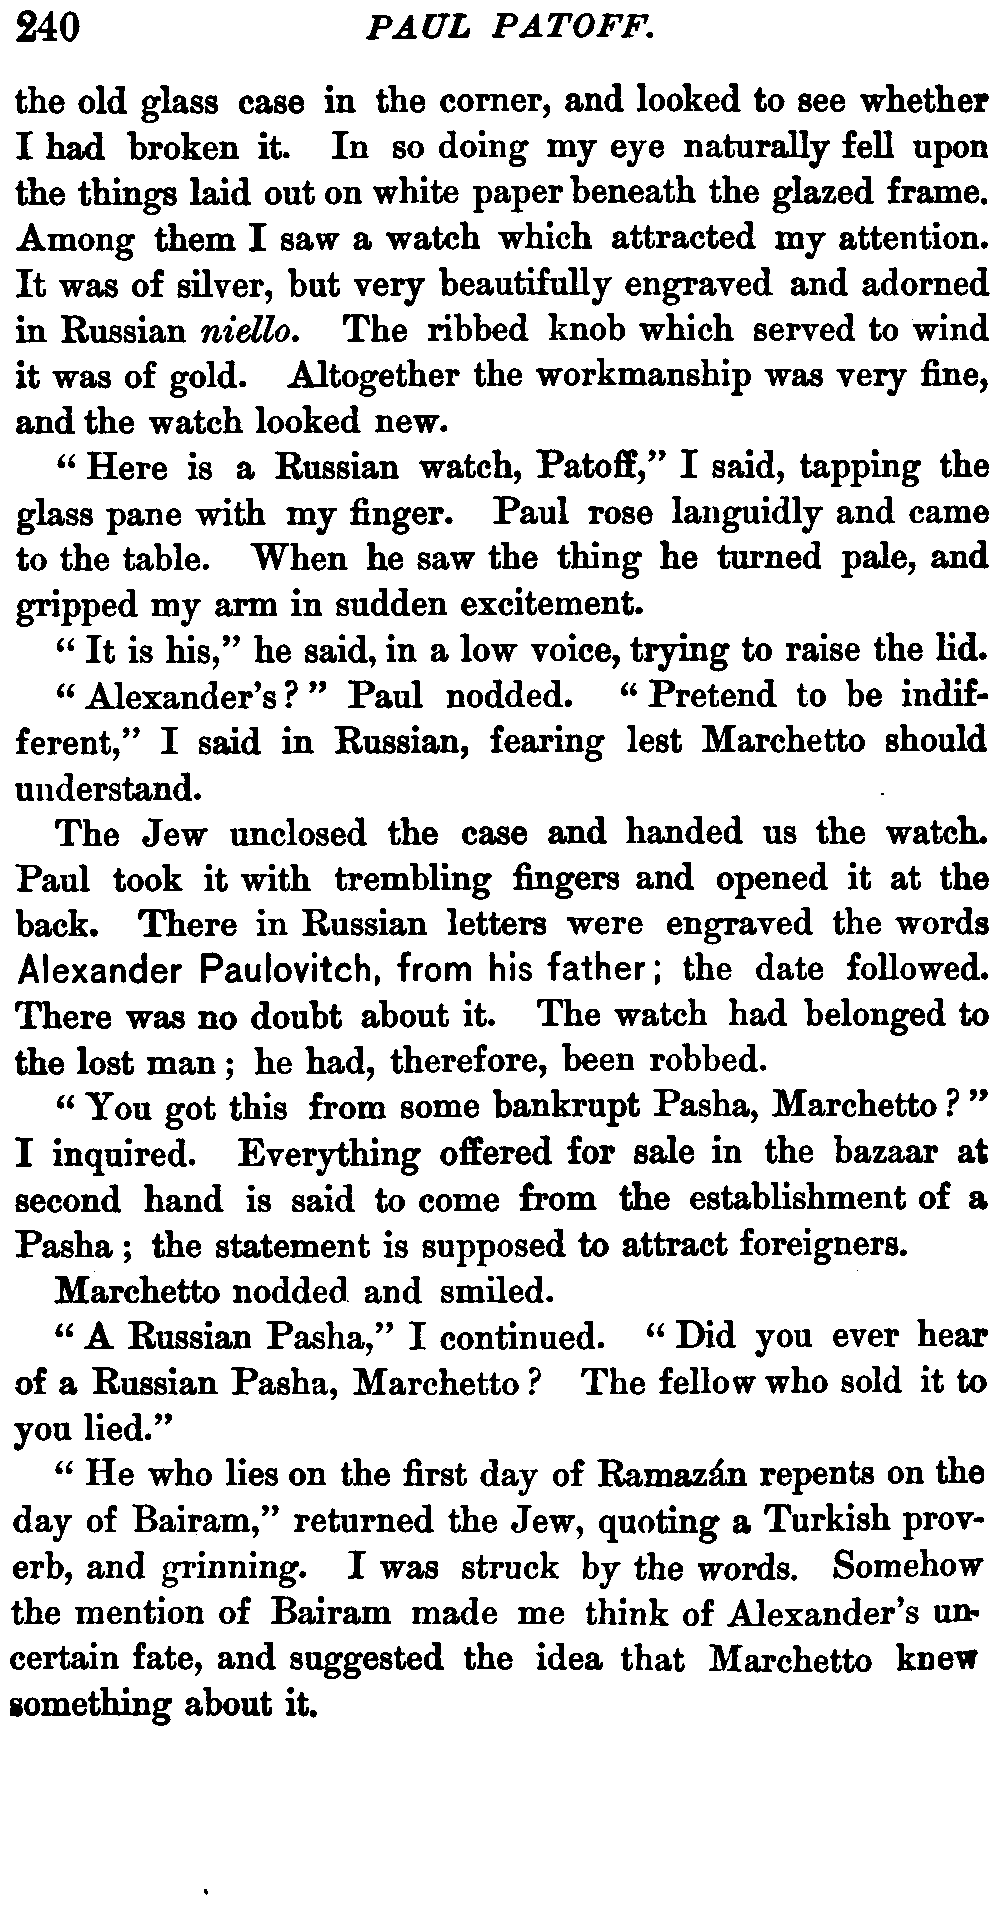 240 PAUL PATOFF.
the old glass case in the corner, and looked to see whether
I had broken it. In so doing my eye naturally fell upon
the things laid out on white paper beneath the glazed frame.
Among them I saw a watch which attracted my attention.
It was of silver, but very beautifully engraved and adorned
in Russian niello. The ribbed knob which served to wind
it was of gold. Altogether the workmanship was very fine,
and the watch looked new.
“Here is a Russian watch, Patoff,” I said, tapping the
glass pane with my finger. Paul rose languidly and came
to the table. When he saw the thing he turned pale, and
gripped my arm in sudden excitement.
“It is his,” he said, in a low voice, trying to raise the lid.
“Alexander's?” Paul nodded. “Pretend to be indif-
ferent,” I said in Russian, fearing lest Marchetto should
understand.
The Jew unclosed the case and handed us the watch.
Paul took it with trembling fingers and opened it at the
back. There in Russian letters were engraved the words
Alexander Paulovitch, from his father; the date followed.
There was no doubt about it. The watch had belonged to
the lost man; he had, therefore, been robbed.
“You got this from some bankrupt Pasha, Marchetto?”
I inquired. Everything offered for sale in the bazaar at
second hand is said to come from the establishment of a
Pasha; the statement is supposed to attract foreigners.
Marchetto nodded and smiled.
“A Russian Pasha,” I continued. “Did you ever hear
of a Russian Pasha, Marchetto? The fellow who sold it to
you lied.”
“He who lies on the first day of Ramazán repents on the
day of Bairam,” returned the Jew, quoting a Turkish prov-
erb, and grinning. I was struck by the words. Somehow
the mention of Bairam made me think of Alexander's un-
certain fate, and suggested the idea that Marchetto knew
something about it.